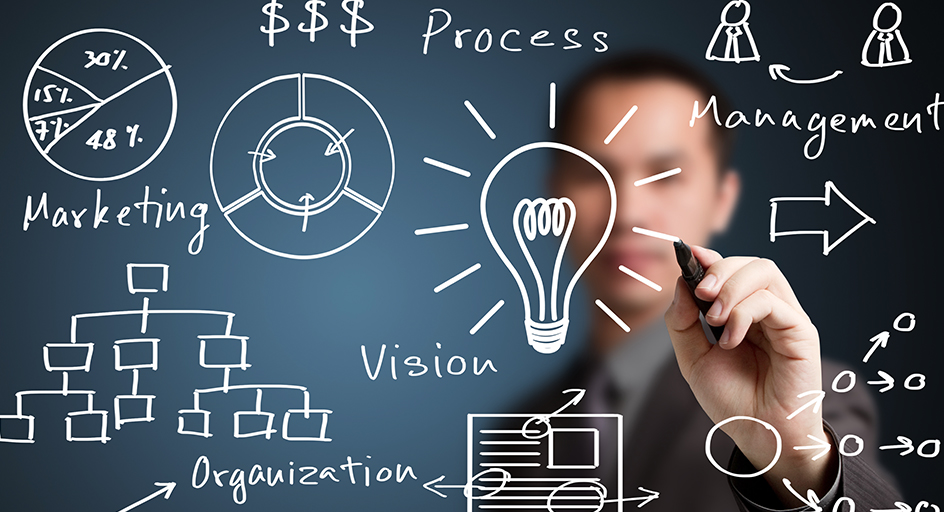 $$$
Process
30%
15%
7%
48%
Management
Marketing
Vision
Organization